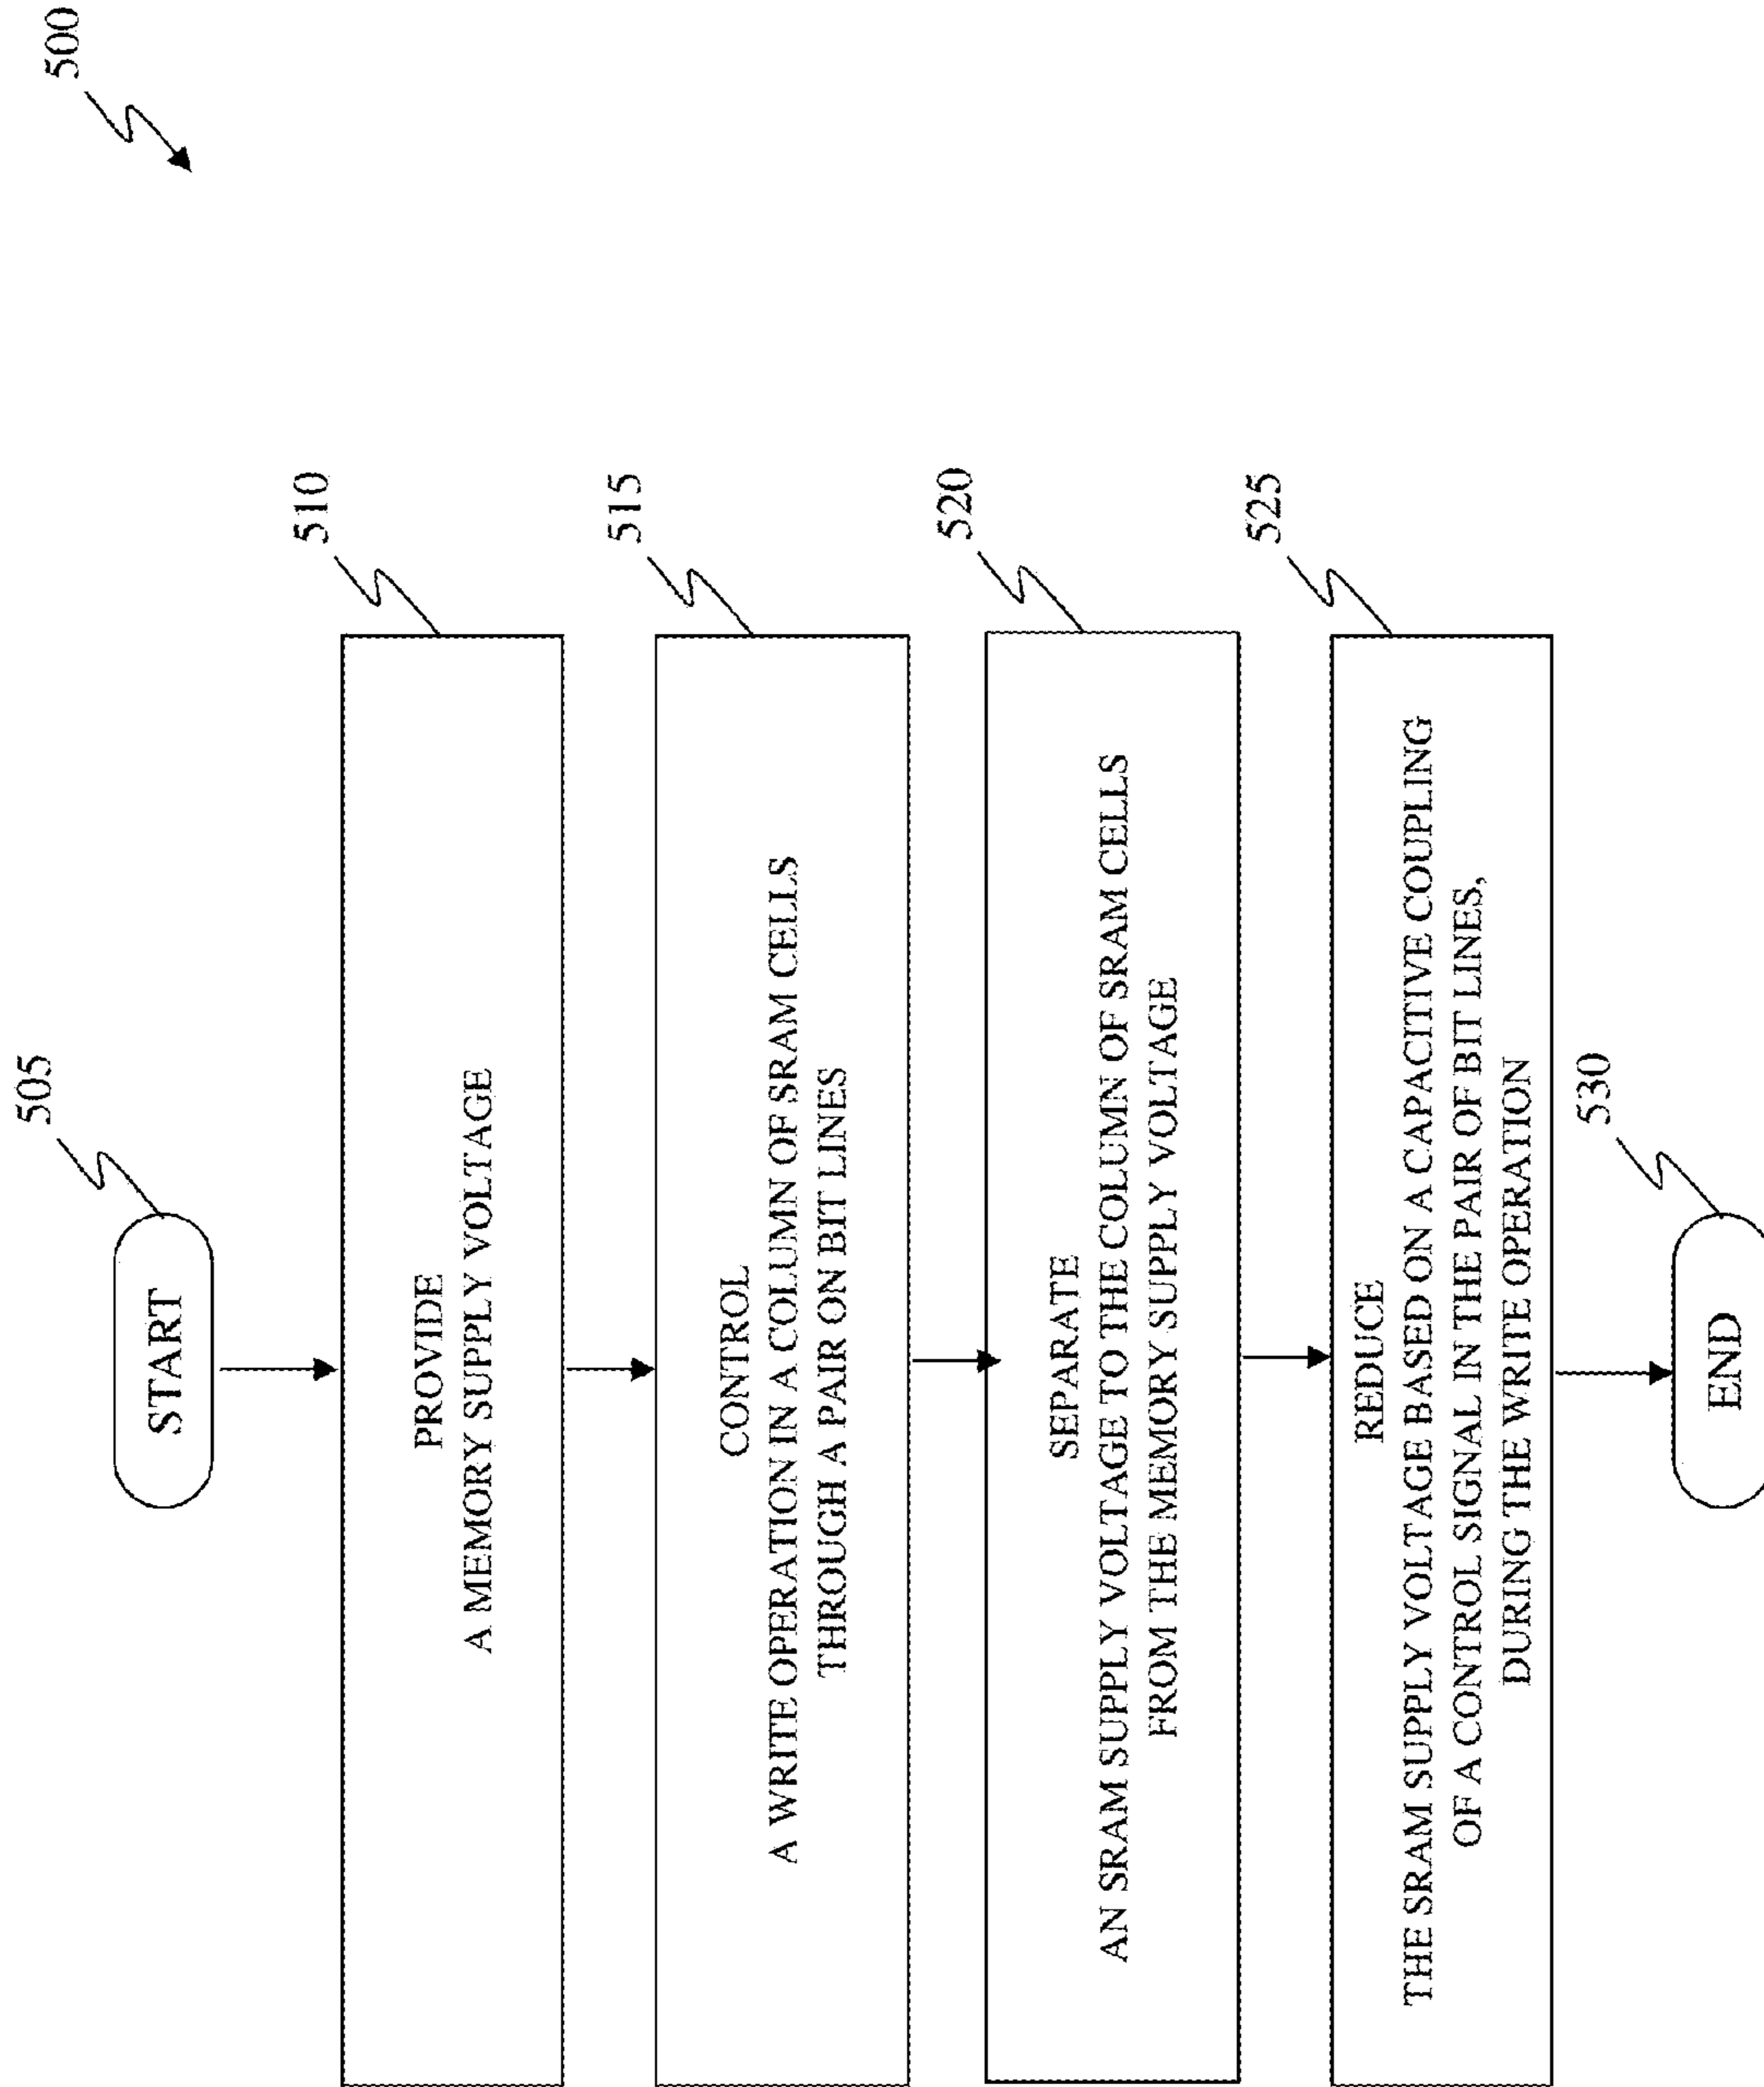 500
505
START
510
PROVIDE
A MEMORY SUPPLY VOLTAGE
515
CONTROL
A WRITE OPERATION IN A COLUMN OF SRAM CELLS
THROUGH A PAIR ON BIT LINES
520
SEPARATE
AN SRAM SUPPLY VOLTAGE TO THE COLUMN OF SRAM CELLS
FROM THE MEMORY SUPPLY VOLTAGE
525
REDUCE
THE SRAM SUPPLY VOLTAGE BASED ON A CAPACITIVE COUPLING
OF A CONTROL SIGNAL IN THE PAIR OF BIT LINES,
DURING THE WRITE OPERATION
530
END